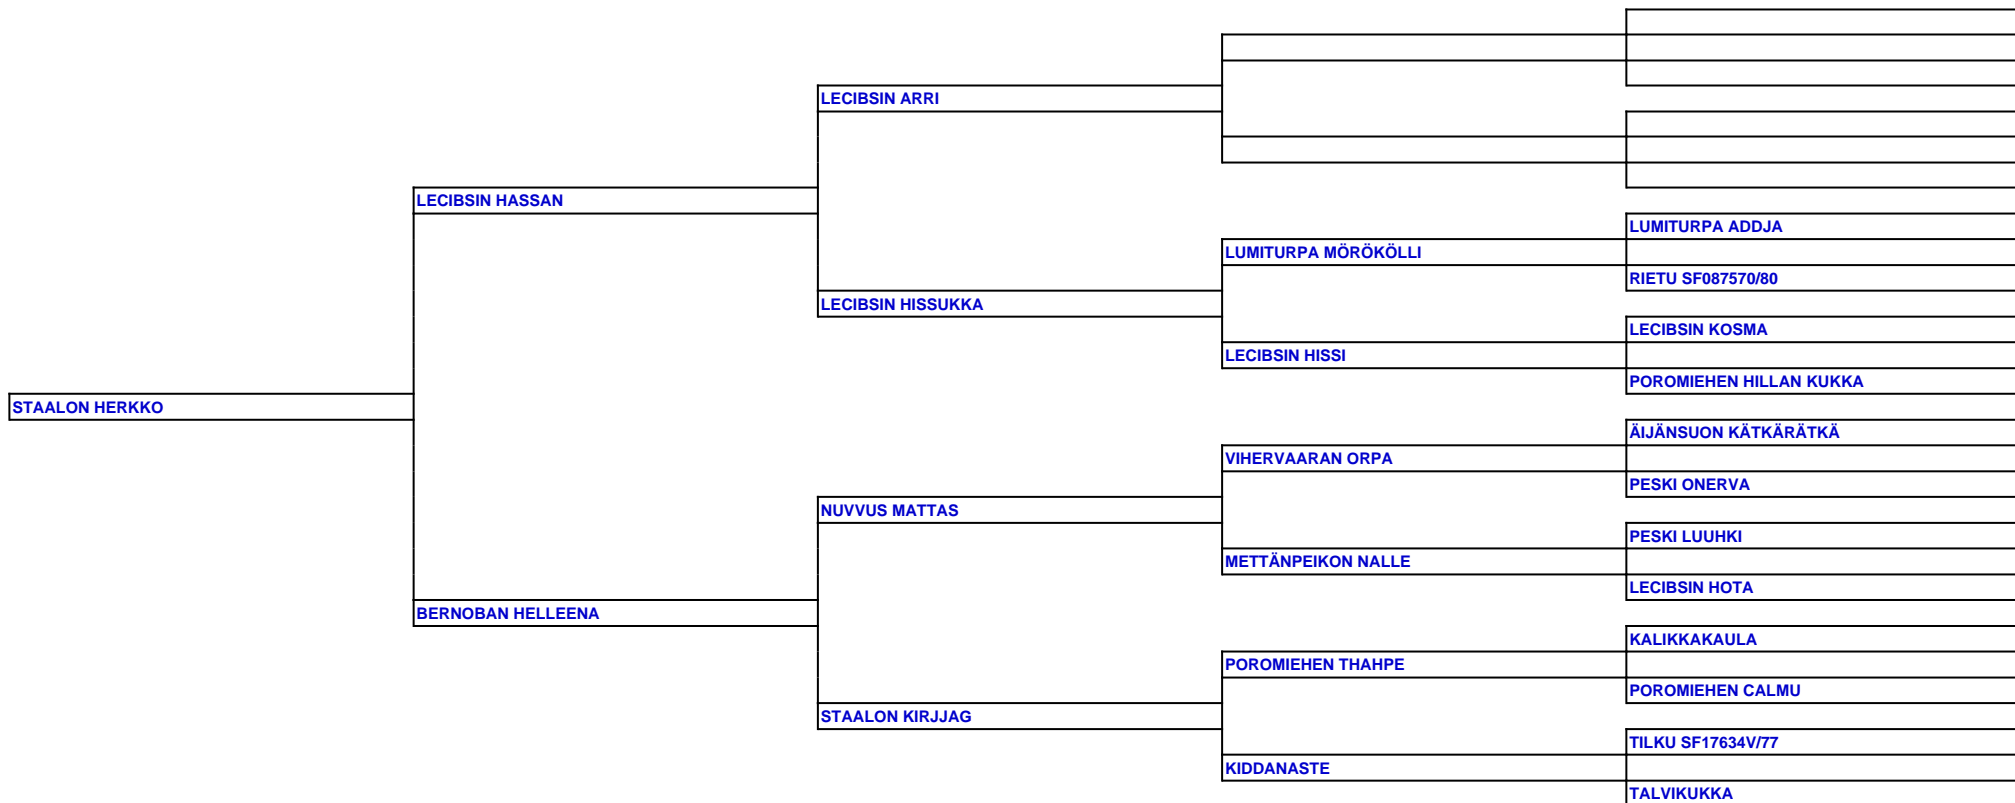 LECIBSIN ARRI
LECIBSIN HASSAN
LUMITURPA ADDJA
LUMITURPA MÖRÖKÖLLI
RIETU SF087570/80
LECIBSIN HISSUKKA
LECIBSIN KOSMA
LECIBSIN HISSI
POROMIEHEN HILLAN KUKKA
STAALON HERKKO
ÄIJÄNSUON KÄTKÄRÄTKÄ
VIHERVAARAN ORPA
PESKI ONERVA
NUVVUS MATTAS
PESKI LUUHKI
METTÄNPEIKON NALLE
LECIBSIN HOTA
BERNOBAN HELLEENA
KALIKKAKAULA
POROMIEHEN THAHPE
POROMIEHEN CALMU
STAALON KIRJJAG
TILKU SF17634V/77
KIDDANASTE
TALVIKUKKA